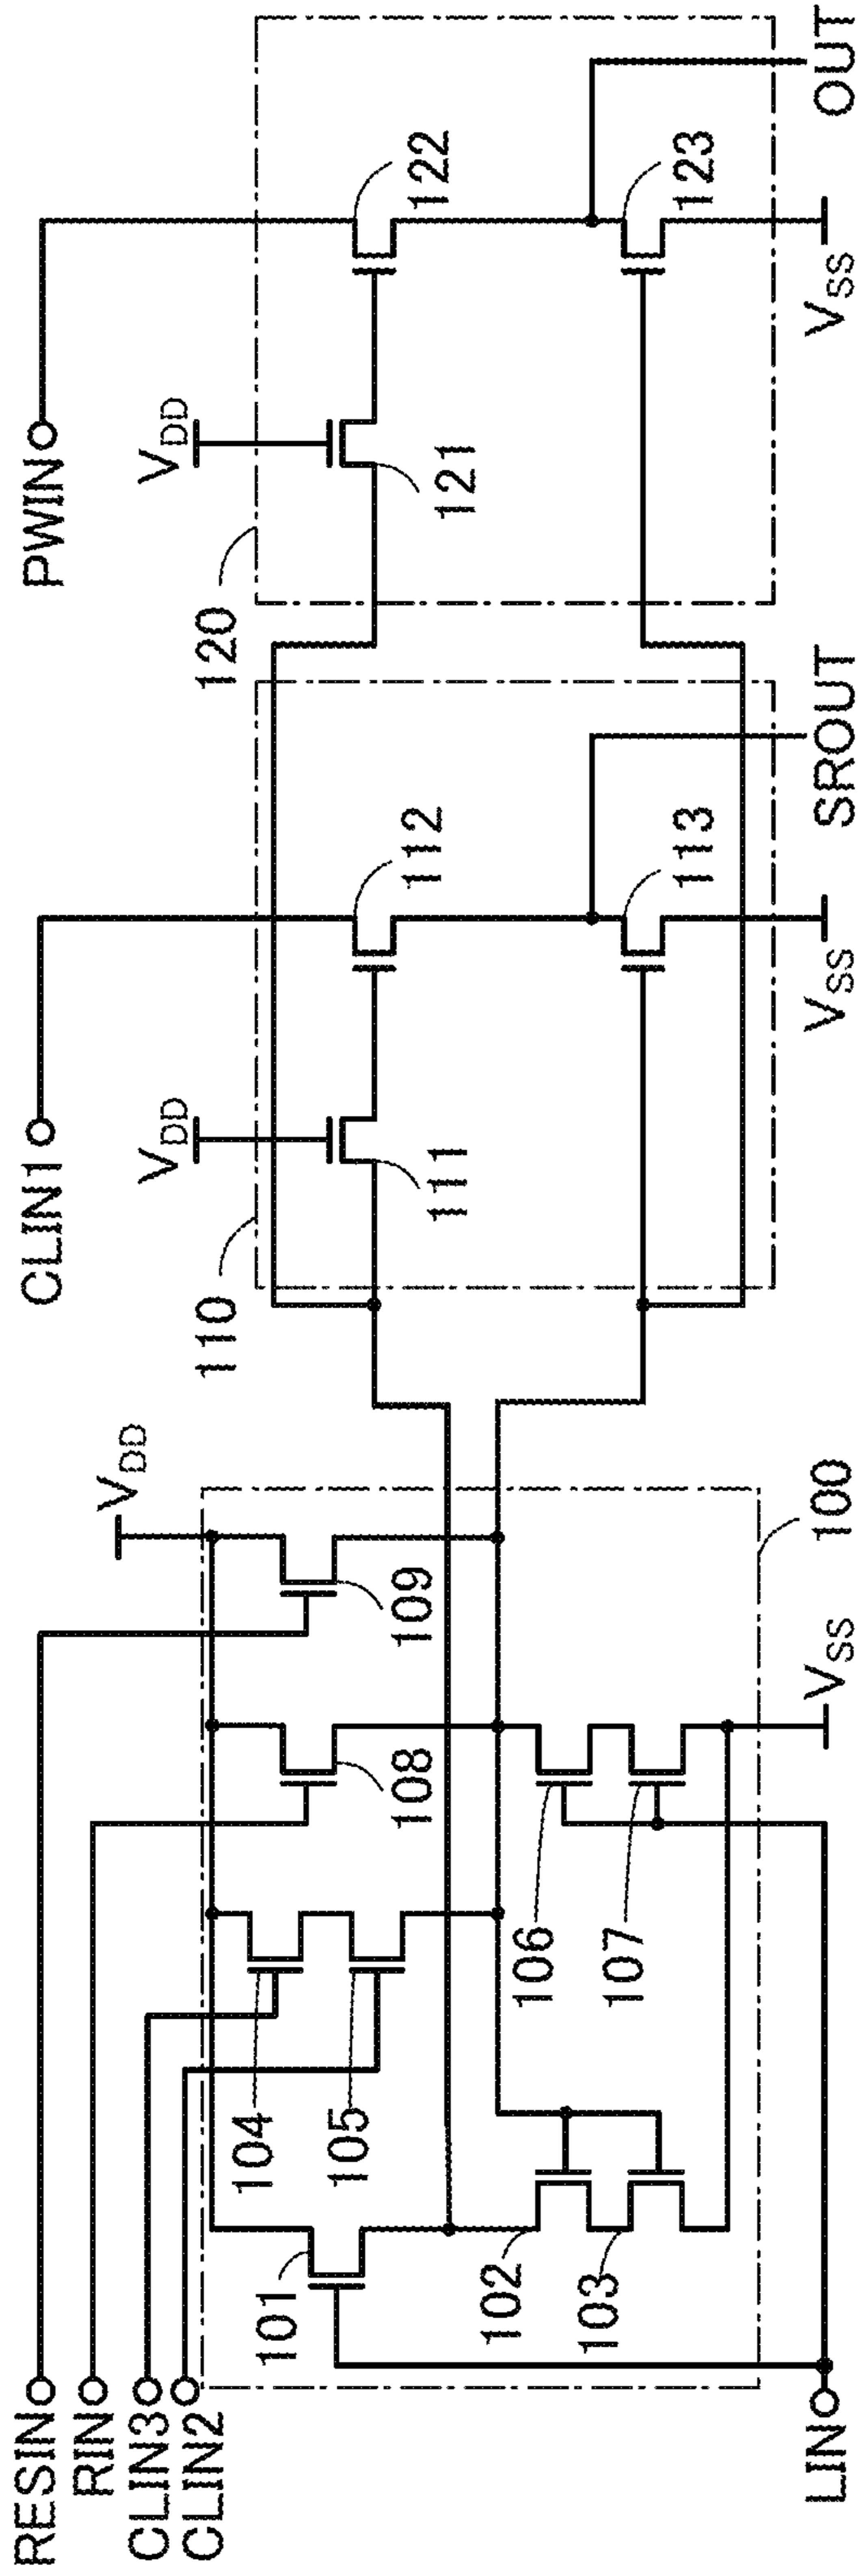 RESIN
RIN
CLIN3
CLIN2
LIN
101
102
103
104
105
106
107
108
109
VDD
VSS
100
CLIN1
110
VDD
111
112
113
VSS
SROUT
PWIN
120
VDD
121
122
123
VSS
OUT